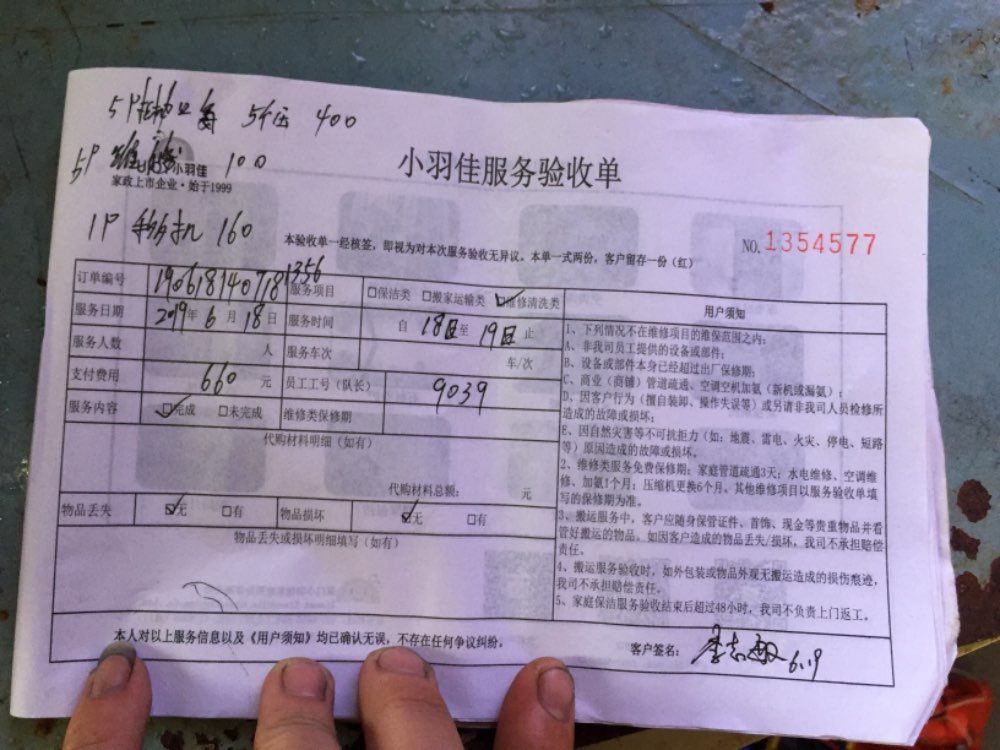 5P 5压 400
5P 100
小羽佳
家政上市企业·始于1999
小羽佳服务验收单
1P 移机 160
本验收单一经核签，即视为对本次服务验收无异议。本单一式两份，客户留存一份（红）
NO.1354577
订单编号 1906181407181356 服务项目 □保洁类 □搬家运输类 ☑维修清洗类
服务日期 2019年6月18日 服务时间 自 18日至 19日止
服务人数 人 服务车次 车/次
支付费用 660 元 员工工号（队长） 9039
服务内容 ☑完成 □未完成 维修类保修期
代购材料明细（如有）
代购材料总额： 元
物品丢失 ☑无 □有 物品损坏 ☑无 □有
物品丢失或损坏明细填写（如有）
用户须知
1、下列情况不在维修项目的维保范围之内：
A、非我司员工提供的设备或部件；
B、设备或部件本身已经超过出厂保修期；
C、商业（商铺）管道疏通、空调空机加氨（新机或漏氨）；
D、因客户行为（擅自装卸、操作失误等）或另请非我司人员检修所
造成的故障或损坏；
E、因自然灾害等不可抗拒力（如：地震、雷电、火灾、停电、短路
等）原因造成的故障或损坏。
2、维修类服务免费保修期：家庭管道疏通3天；水电维修、空调维
修、加氨1个月；压缩机更换6个月。其他维修项目以服务验收单填
写的保修期为准。
3、搬运服务中，客户应随身保管证件、首饰、现金等贵重物品并看
管好搬运的物品。如因客户造成的物品丢失/损坏，我司不承担赔偿
责任。
4、搬运服务验收时，如外包装或物品外观无搬运造成的损伤痕迹，
我司不承担赔偿责任。
5、家庭保洁服务验收结束后超过48小时，我司不负责上门返工。
本人对以上服务信息以及《用户须知》均已确认无误，不存在任何争议纠纷。
客户签名： 6.19